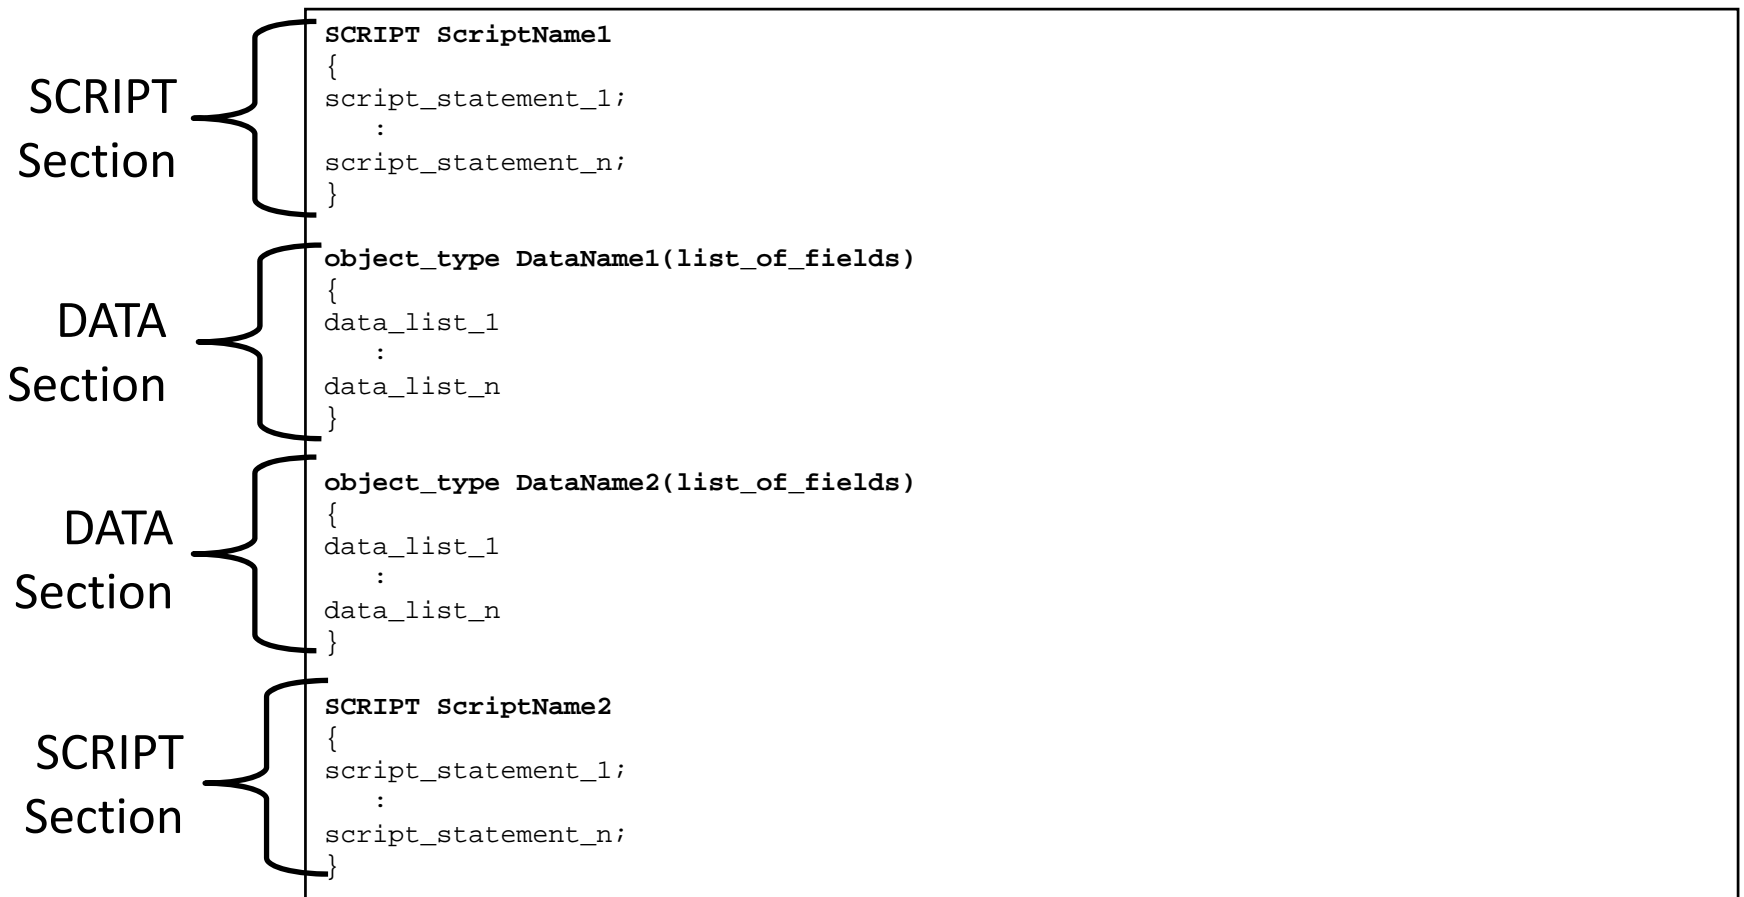 SCRIPT
Section
SCRIPT ScriptName1
{
script_statement_1;
:
script_statement_n;
}
DATA
Section
object_type DataName1(list_of_fields)
{
data_list_1
:
data_list_n
}
DATA
Section
object_type DataName2(list_of_fields)
{
data_list_1
:
data_list_n
}
SCRIPT
Section
SCRIPT ScriptName2
{
script_statement_1;
:
script_statement_n;
}